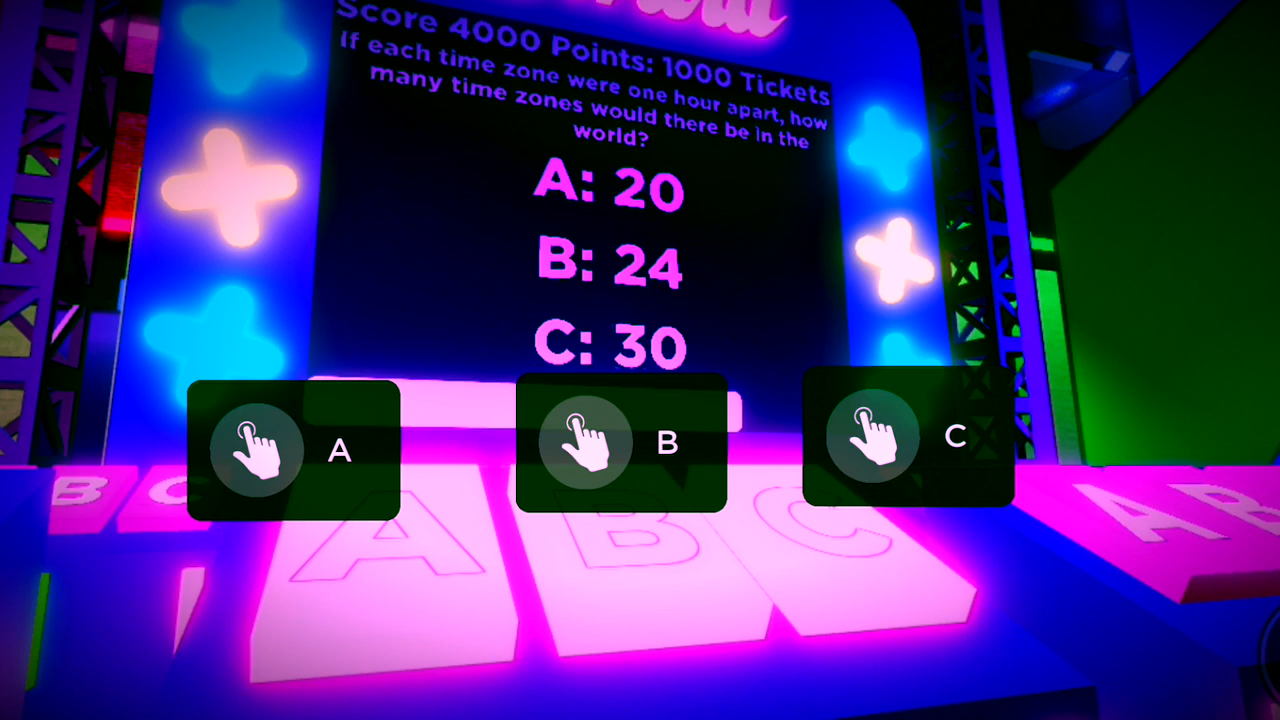 Score 4000 Points: 1000 Tickets
If each time zone were one hour apart, how
many time zones would there be in the
world?
A: 20
B: 24
C: 30
A
B
C
B C
A B C
A B